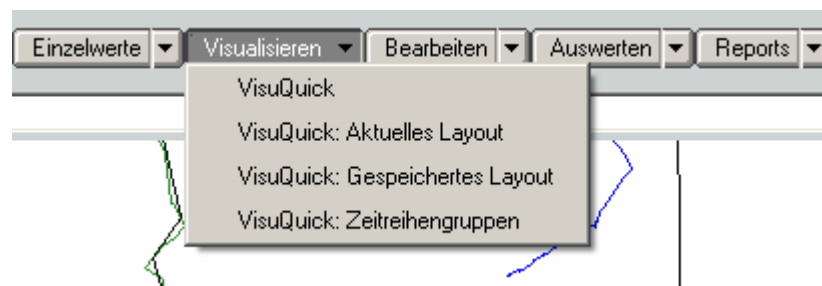 Einzelwerte Visualisieren Bearbeiten Auswerten Reports
VisuQuick
VisuQuick: Aktuelles Layout
VisuQuick: Gespeichertes Layout
VisuQuick: Zeitreihengruppen